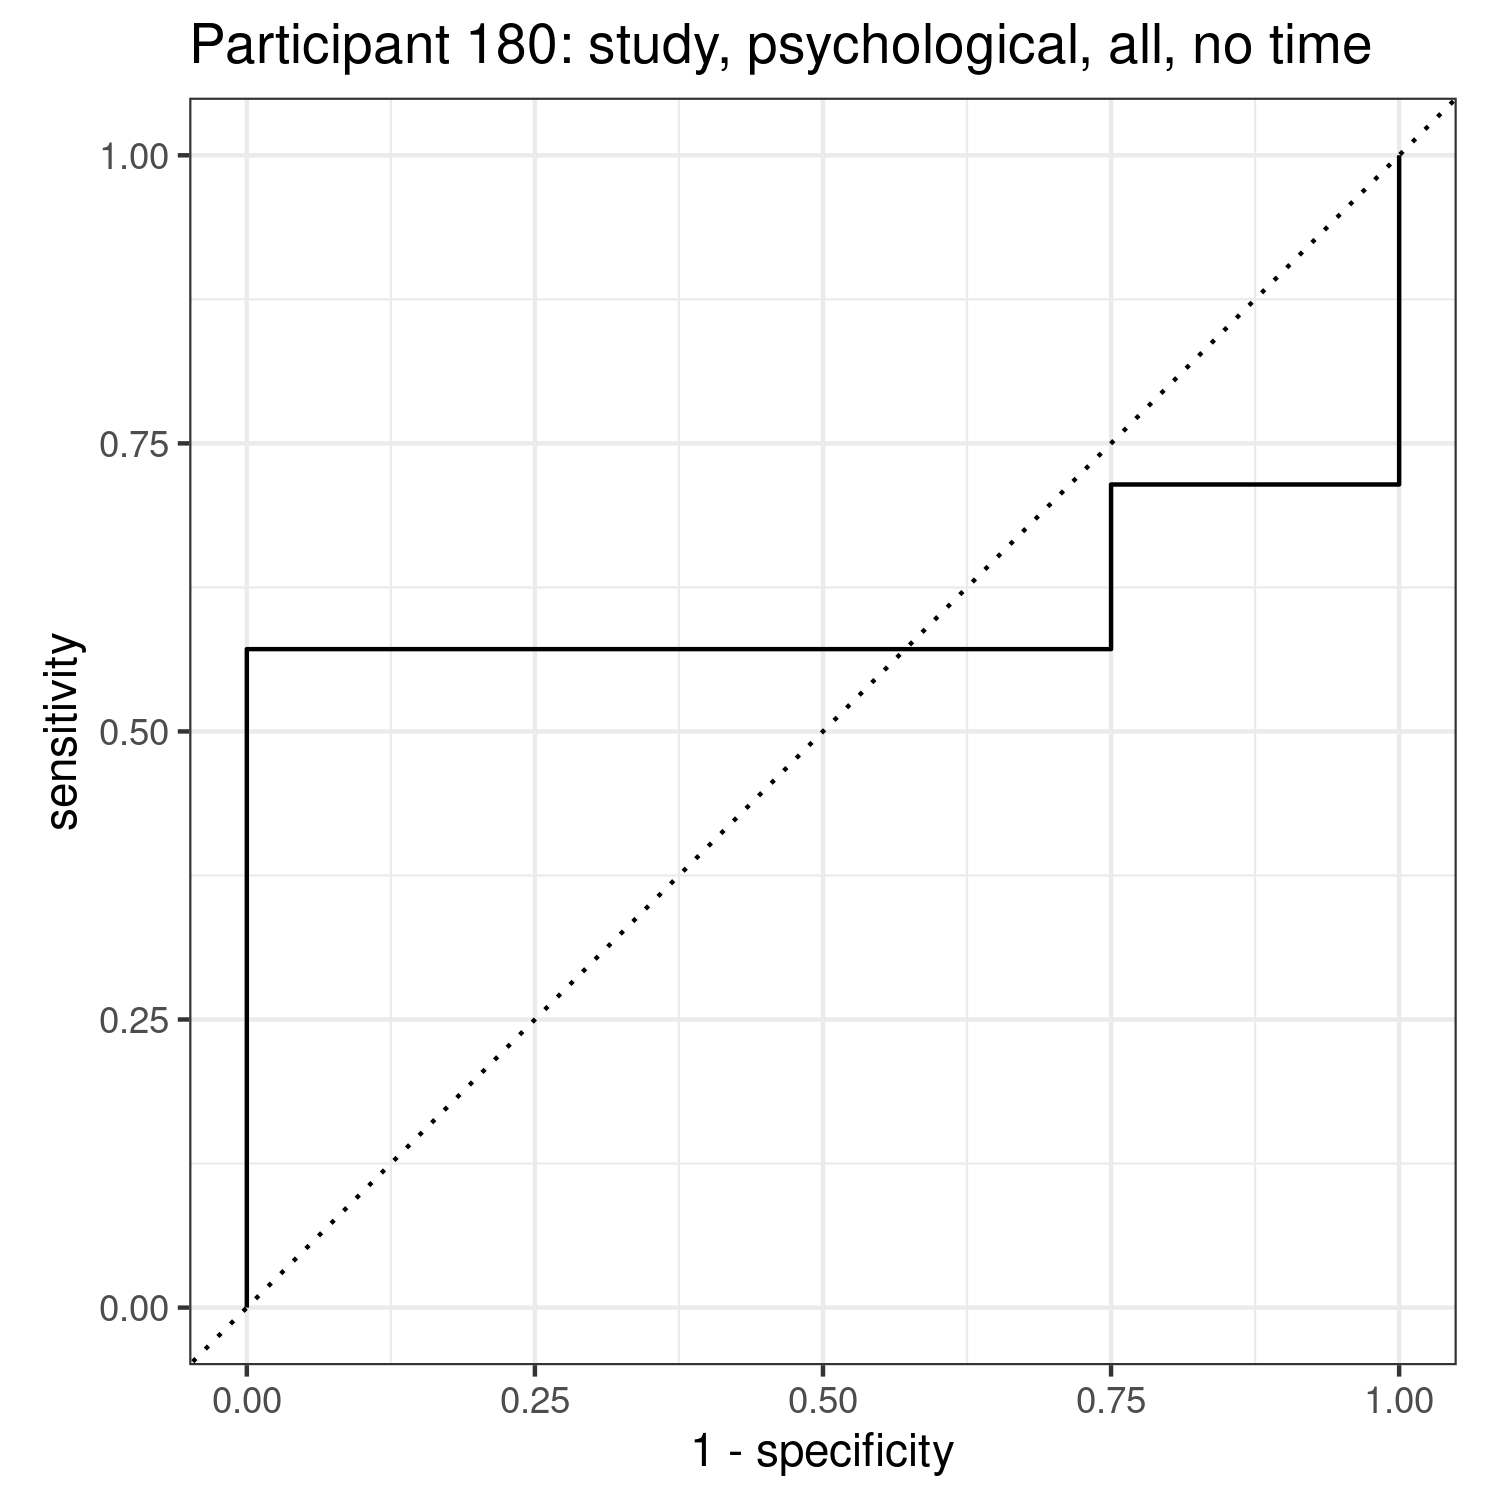 Participant 180: study, psychological, all, no time
1.00
0.75
0.50
0.25
0.00
sensitivity
0.00 0.25 0.50 0.75 1.00
1 - specificity